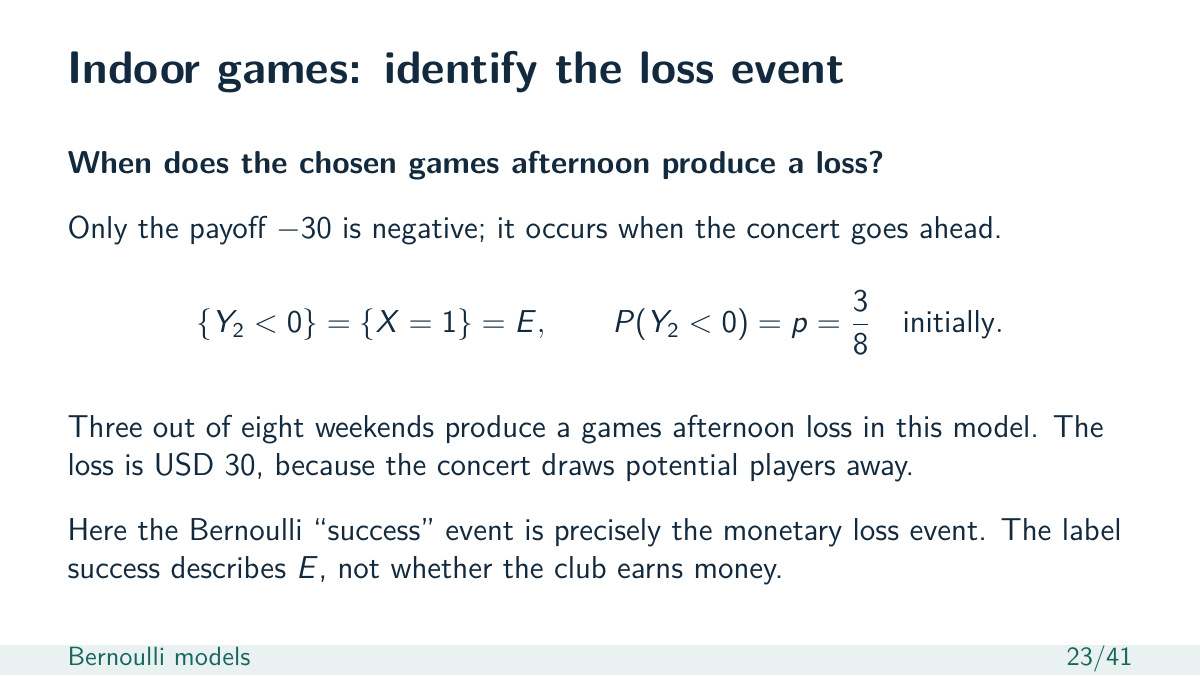 Indoor games: identify the loss event
When does the chosen games afternoon produce a loss?
Only the payoff −30 is negative; it occurs when the concert goes ahead.
{Y₂ < 0} = {X = 1} = E,  P(Y₂ < 0) = p = 3/8 initially.
Three out of eight weekends produce a games afternoon loss in this model. The
loss is USD 30, because the concert draws potential players away.
Here the Bernoulli “success” event is precisely the monetary loss event. The label
success describes E, not whether the club earns money.
Bernoulli models
23/41